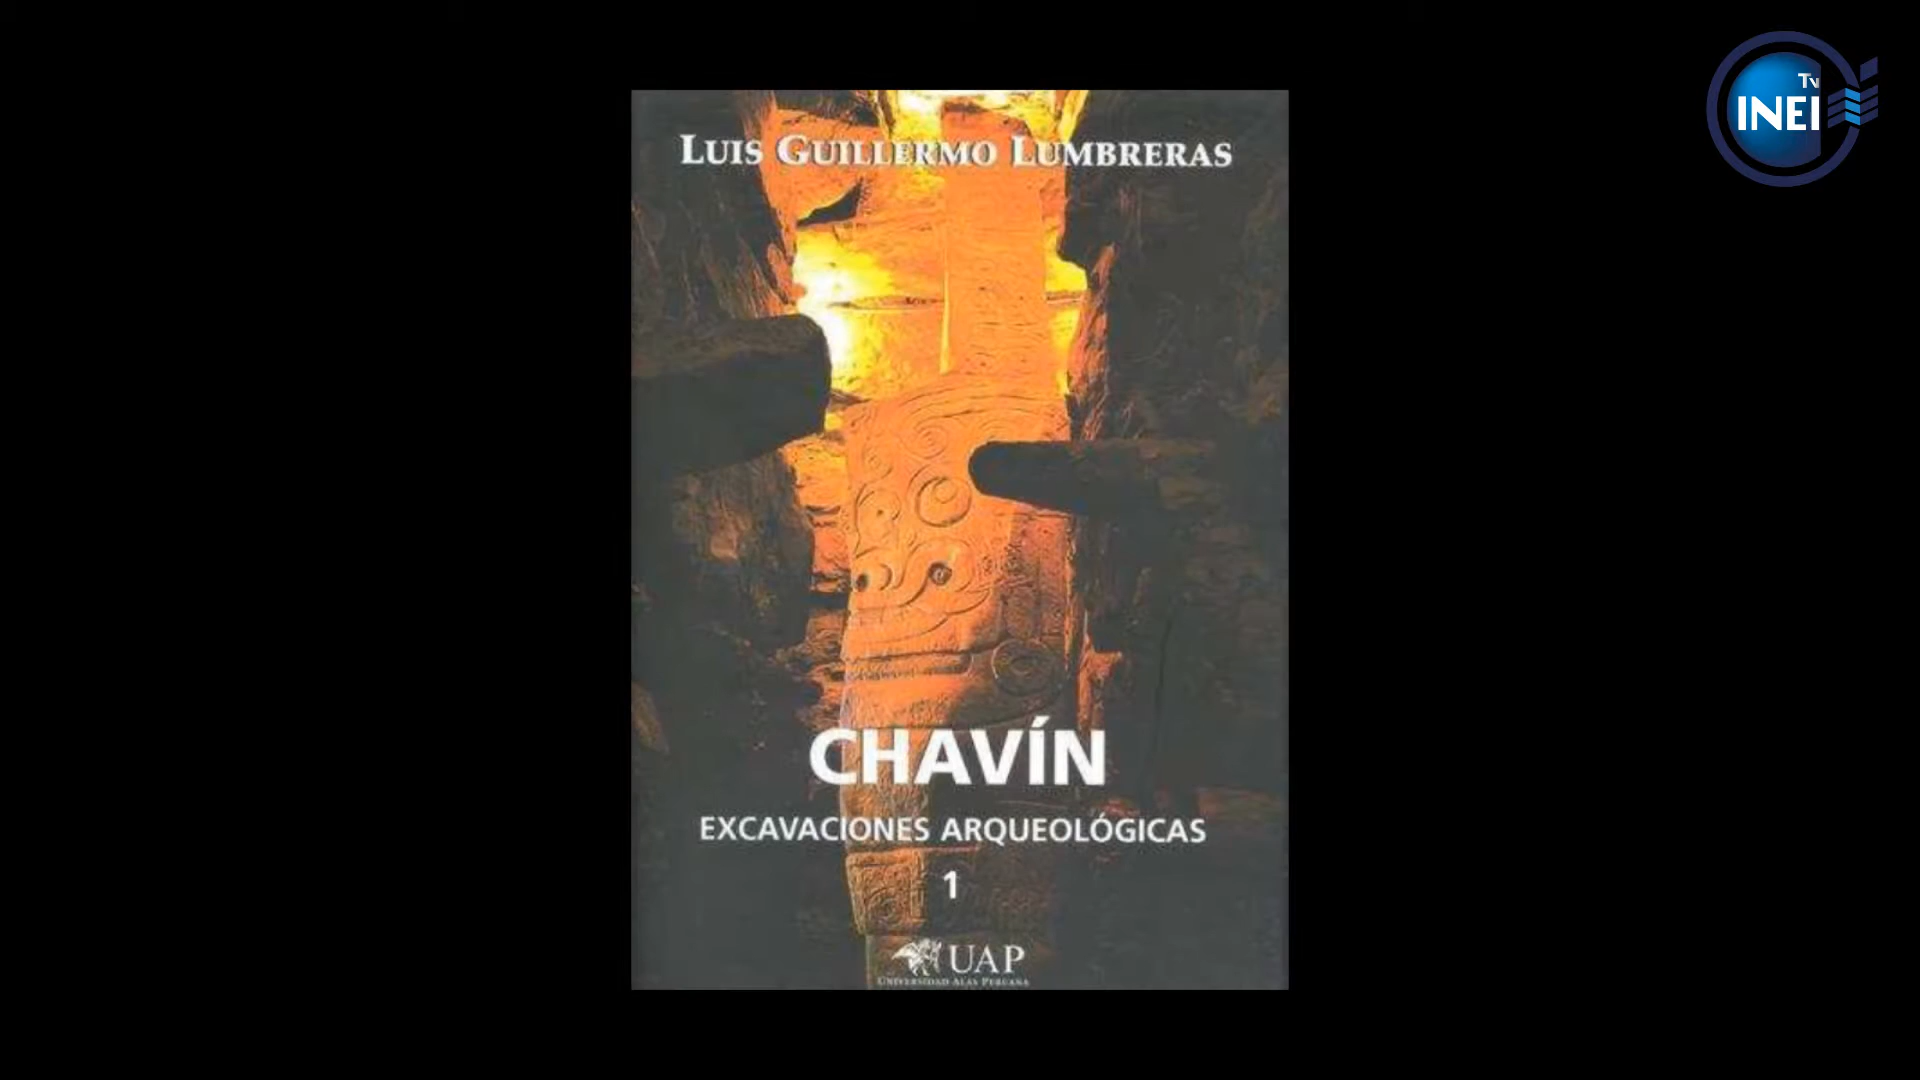 Tv
INEI
LUIS GUILLERMO LUMBRERAS
CHAVÍN
EXCAVACIONES ARQUEOLÓGICAS
1
UAP
UNIVERSIDAD ALAS PERUANAS